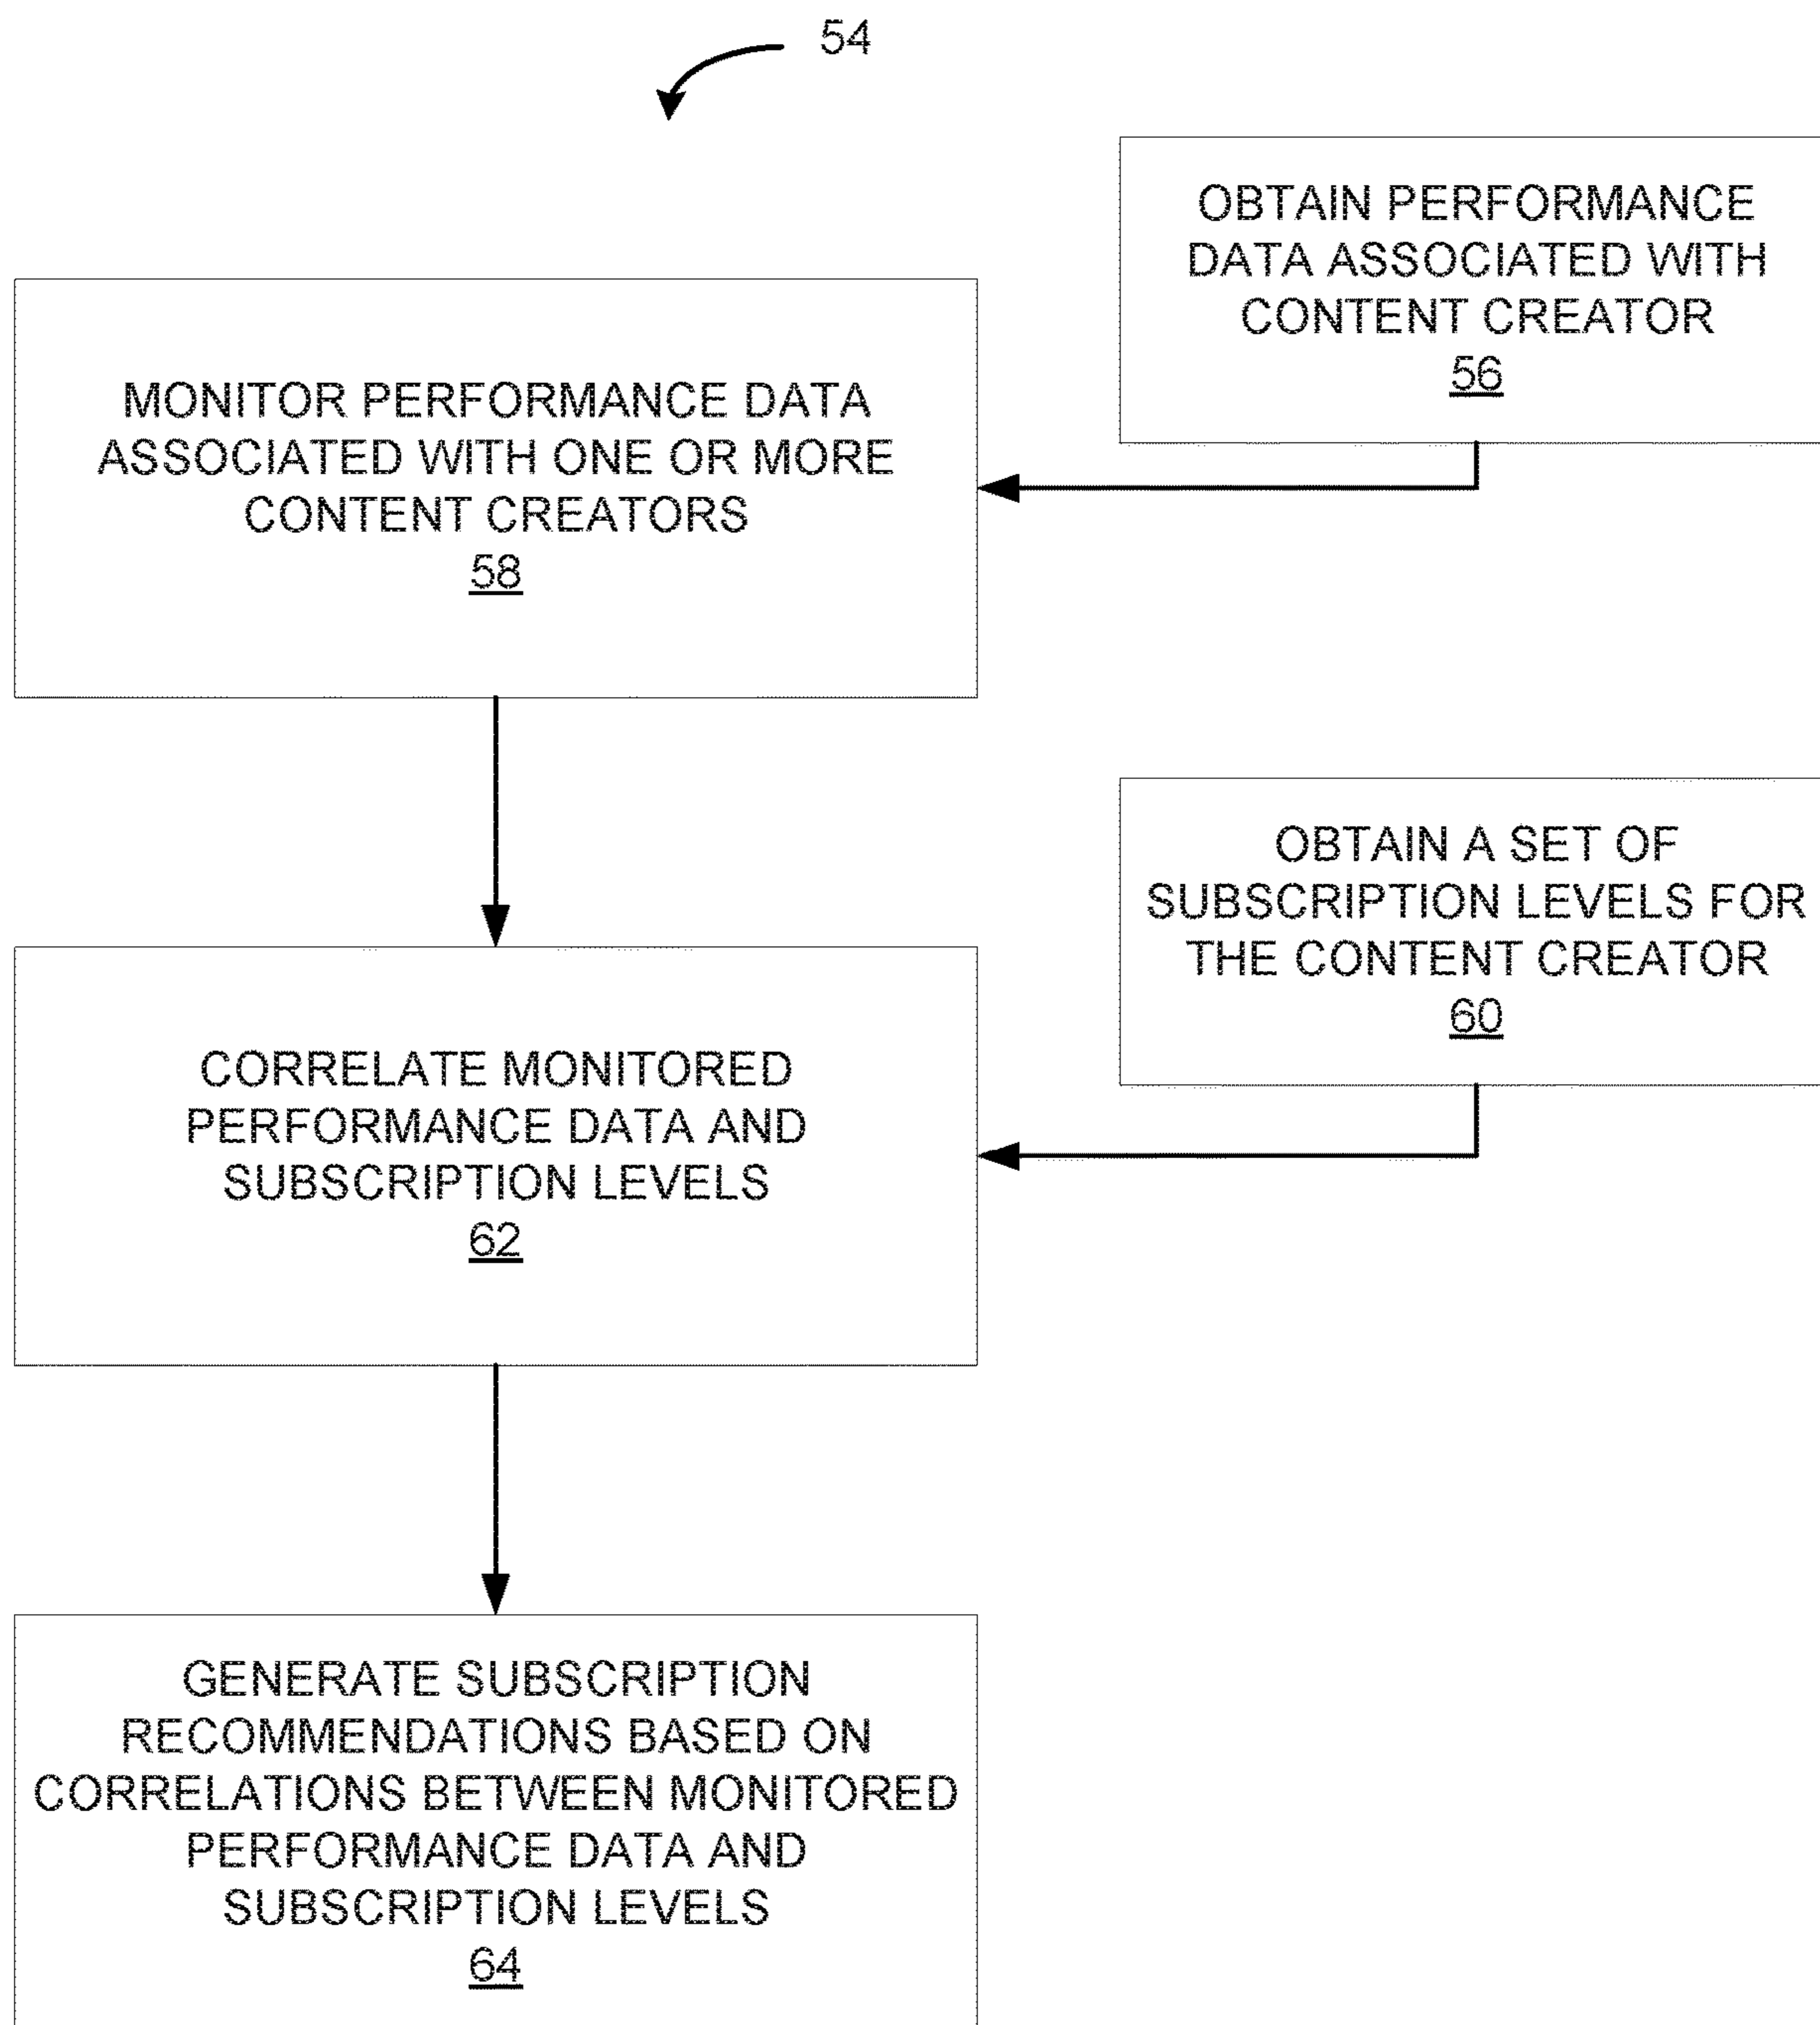 54
OBTAIN PERFORMANCE
DATA ASSOCIATED WITH
CONTENT CREATOR
56
MONITOR PERFORMANCE DATA
ASSOCIATED WITH ONE OR MORE
CONTENT CREATORS
58
OBTAIN A SET OF
SUBSCRIPTION LEVELS FOR
THE CONTENT CREATOR
60
CORRELATE MONITORED
PERFORMANCE DATA AND
SUBSCRIPTION LEVELS
62
GENERATE SUBSCRIPTION
RECOMMENDATIONS BASED ON
CORRELATIONS BETWEEN MONITORED
PERFORMANCE DATA AND
SUBSCRIPTION LEVELS
64